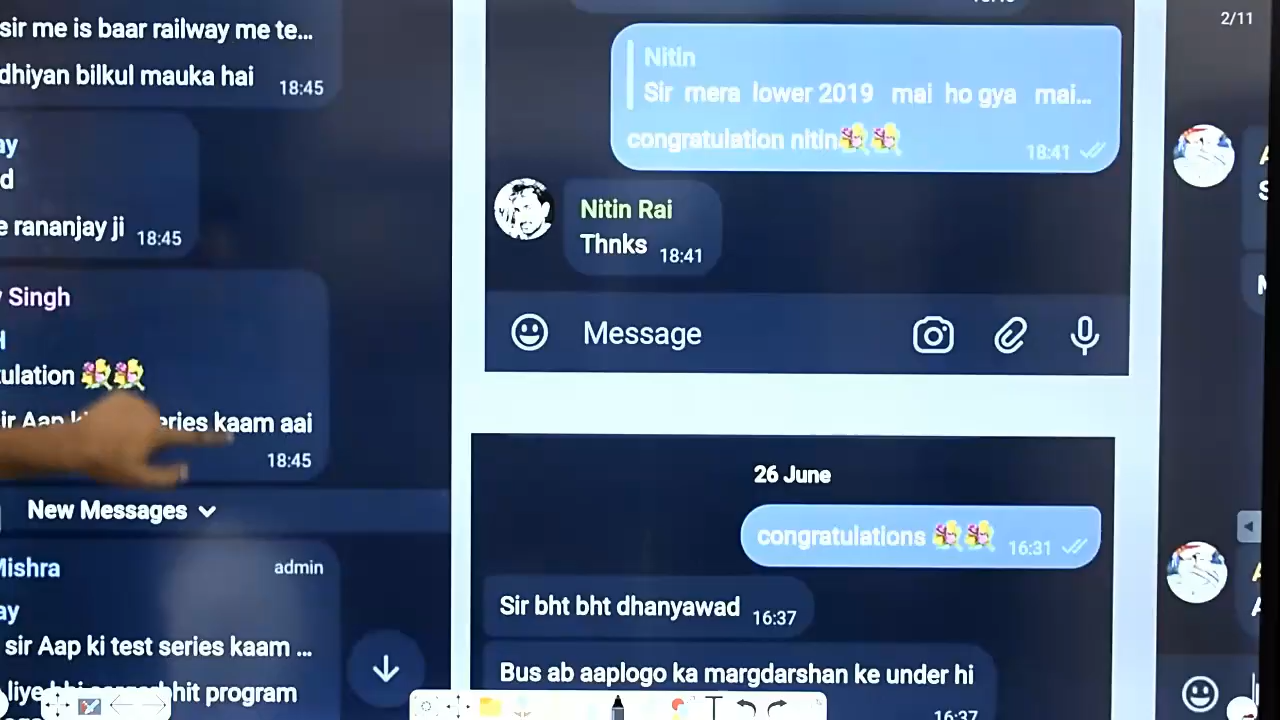 sir me is baar railway me te...
dhiyan bilkul mauka hai
18:45
ay
d
e rananjay ji
18:45
Singh
ulation
ir Aap
eries kaam aai
18:45
New Messages
Mishra
admin
ay
sir Aap ki test series kaam ...
liye
program
2/11
Nitin
Sir mera lower 2019 mai ho gya mai...
congratulation nitin
18:41
Nitin Rai
Thnks
18:41
Message
26 June
congratulations
16:31
Sir bht bht dhanyawad
16:37
Bus ab aaplogo ka margdarshan ke under hi
16:37